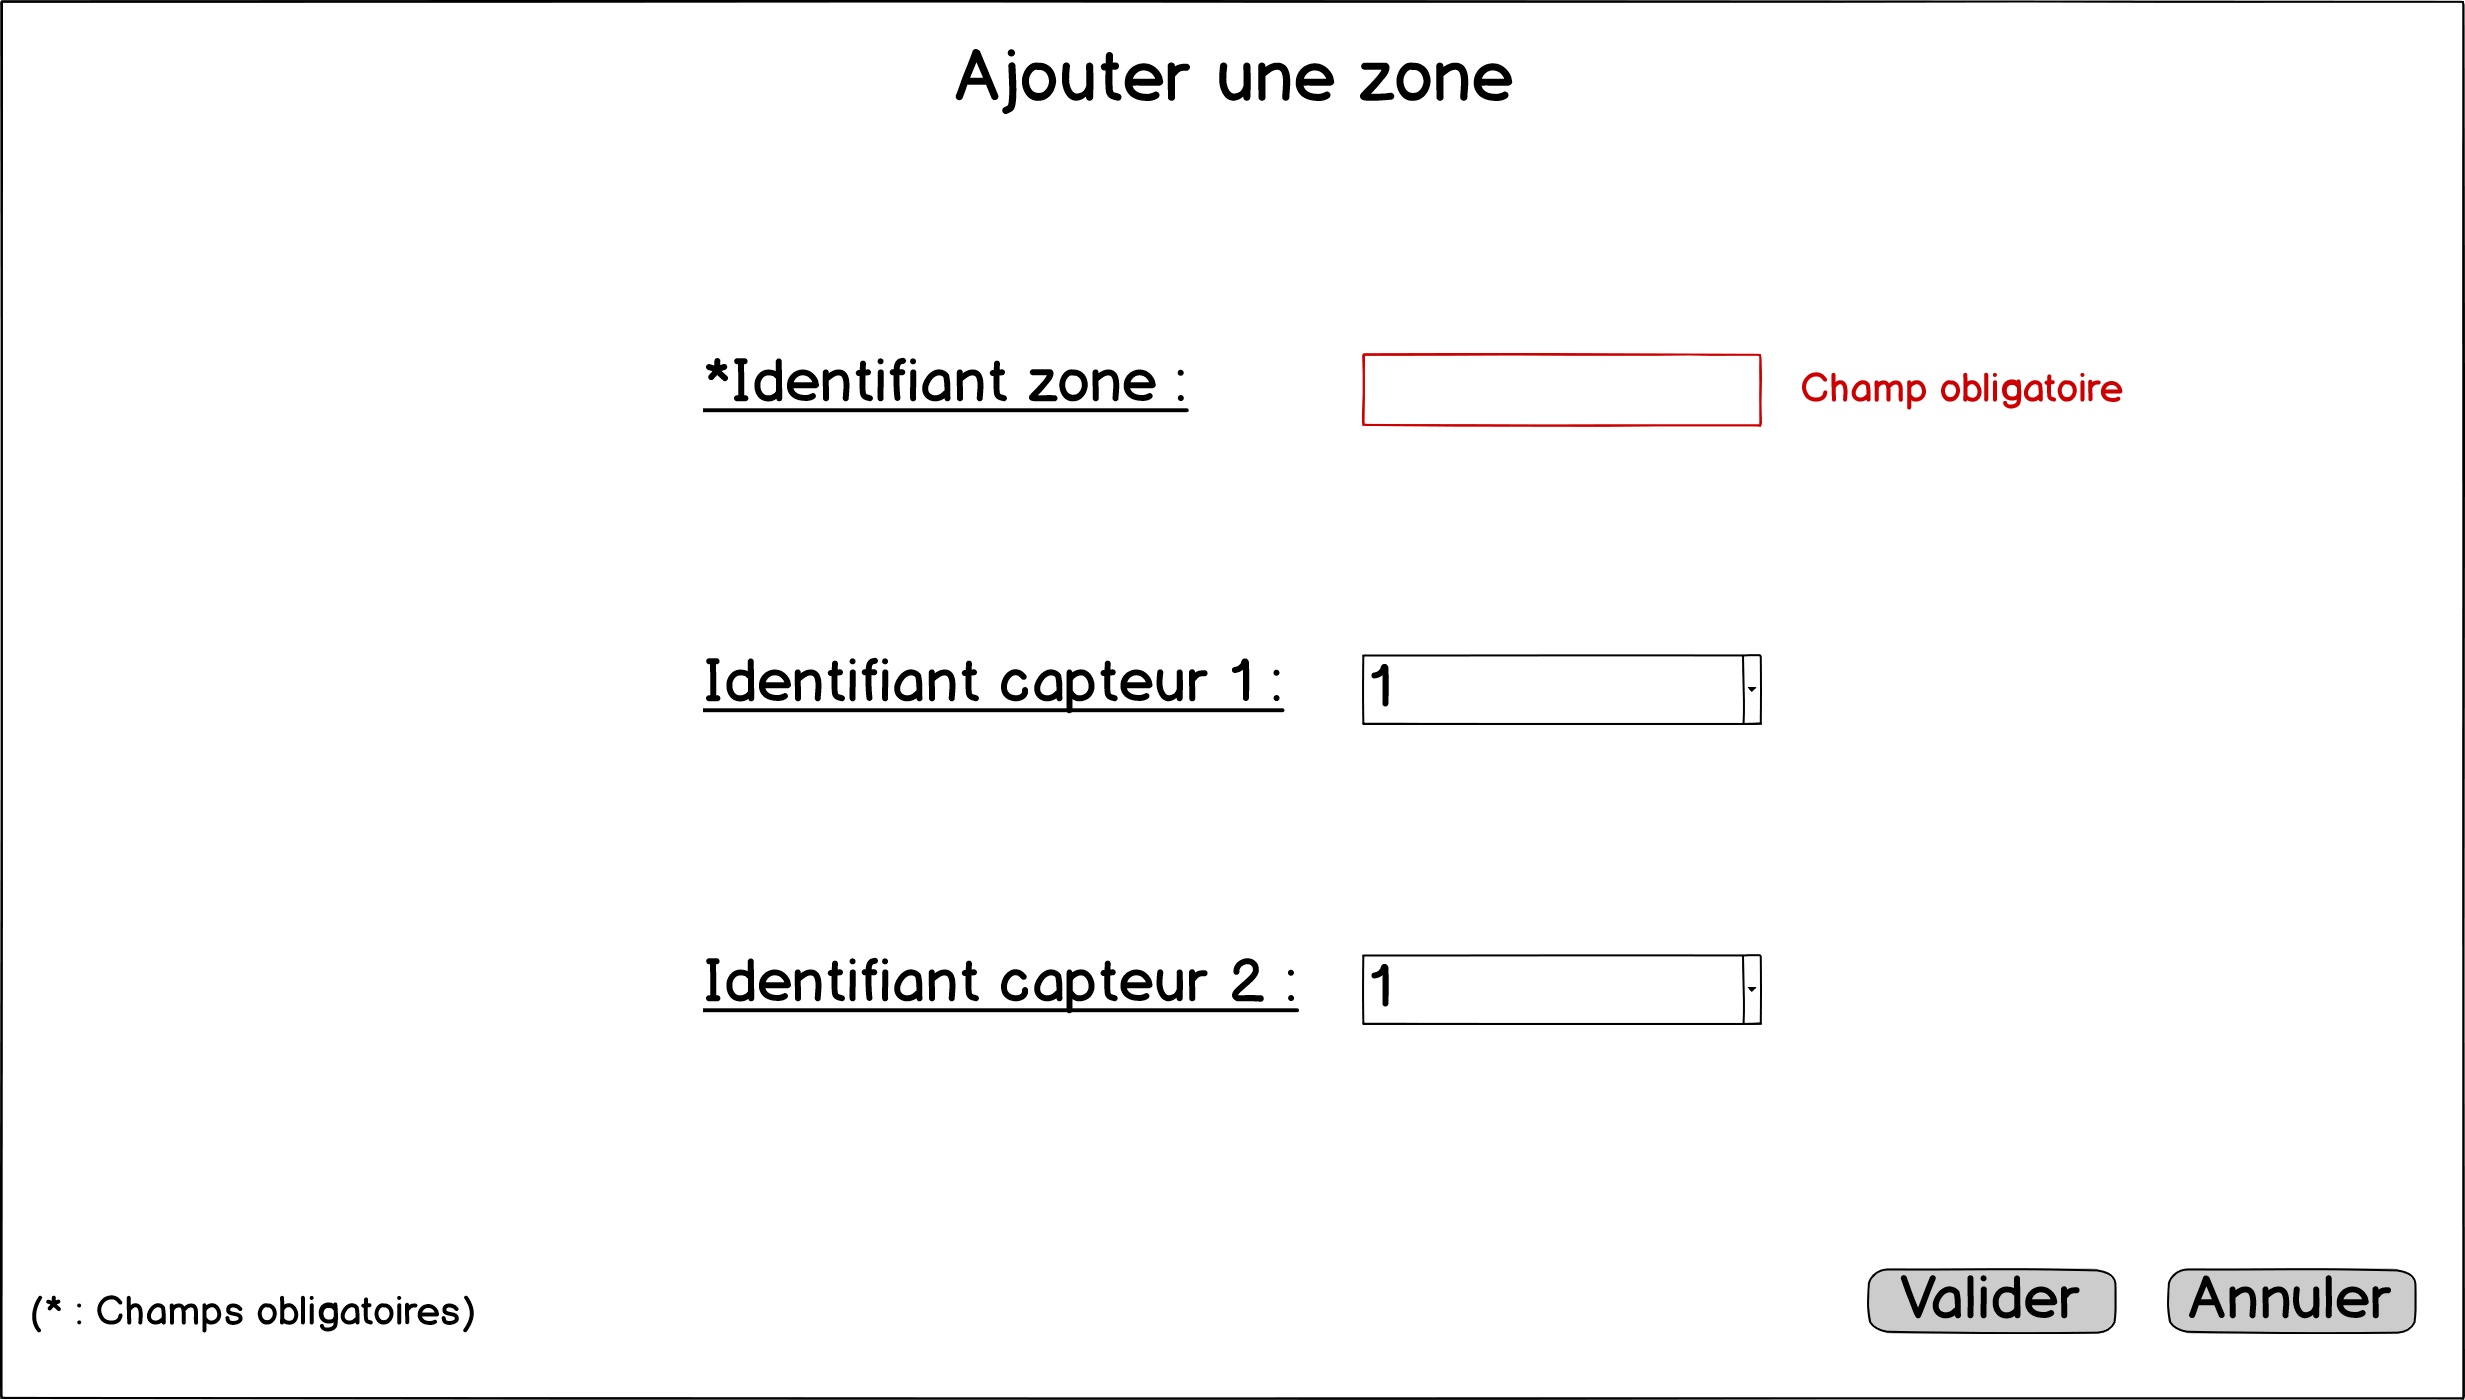 Ajouter une zone
*Identifiant zone :
Champ obligatoire
Identifiant capteur 1 :
1
Identifiant capteur 2 :
1
(* : Champs obligatoires)
Valider
Annuler